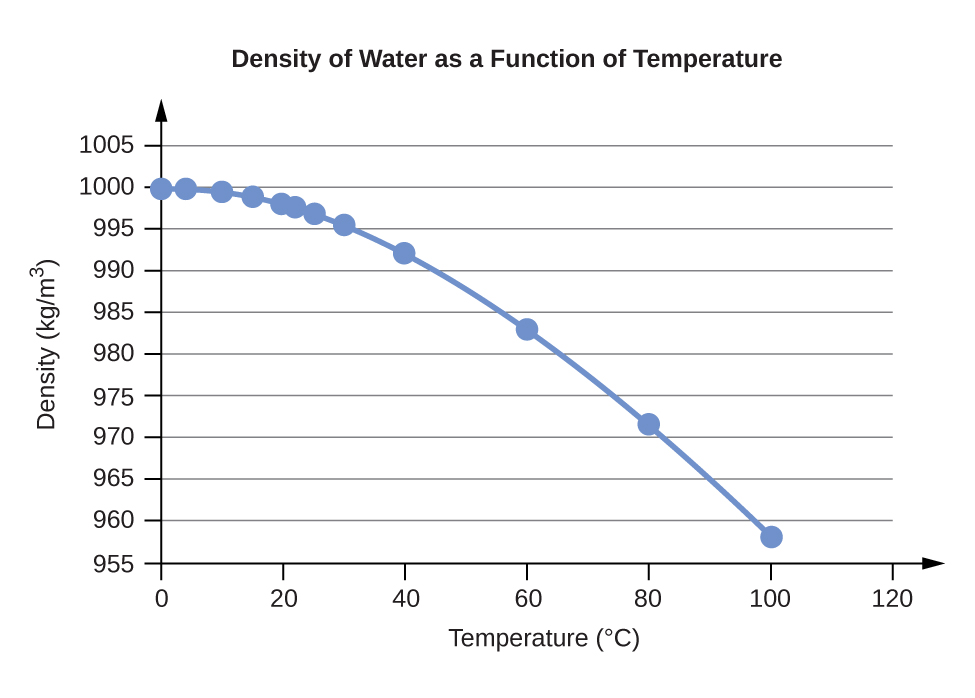 Density of Water as a Function of Temperature
1005
1000
995
990
985
980
975
970
965
960
955
Density (kg/m³)
0 20 40 60 80 100 120
Temperature (°C)